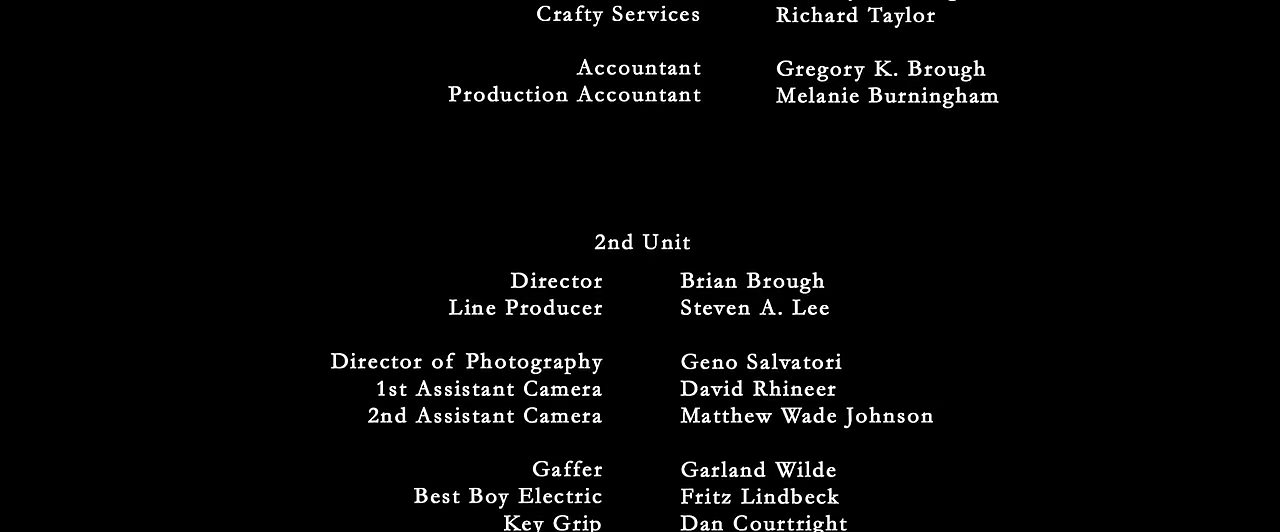 Crafty Services Richard Taylor
Accountant Gregory K. Brough
Production Accountant Melanie Burningham
2nd Unit
Director Brian Brough
Line Producer Steven A. Lee
Director of Photography Geno Salvatori
1st Assistant Camera David Rhineer
2nd Assistant Camera Matthew Wade Johnson
Gaffer Garland Wilde
Best Boy Electric Fritz Lindbeck
Key Grip Dan Courtright